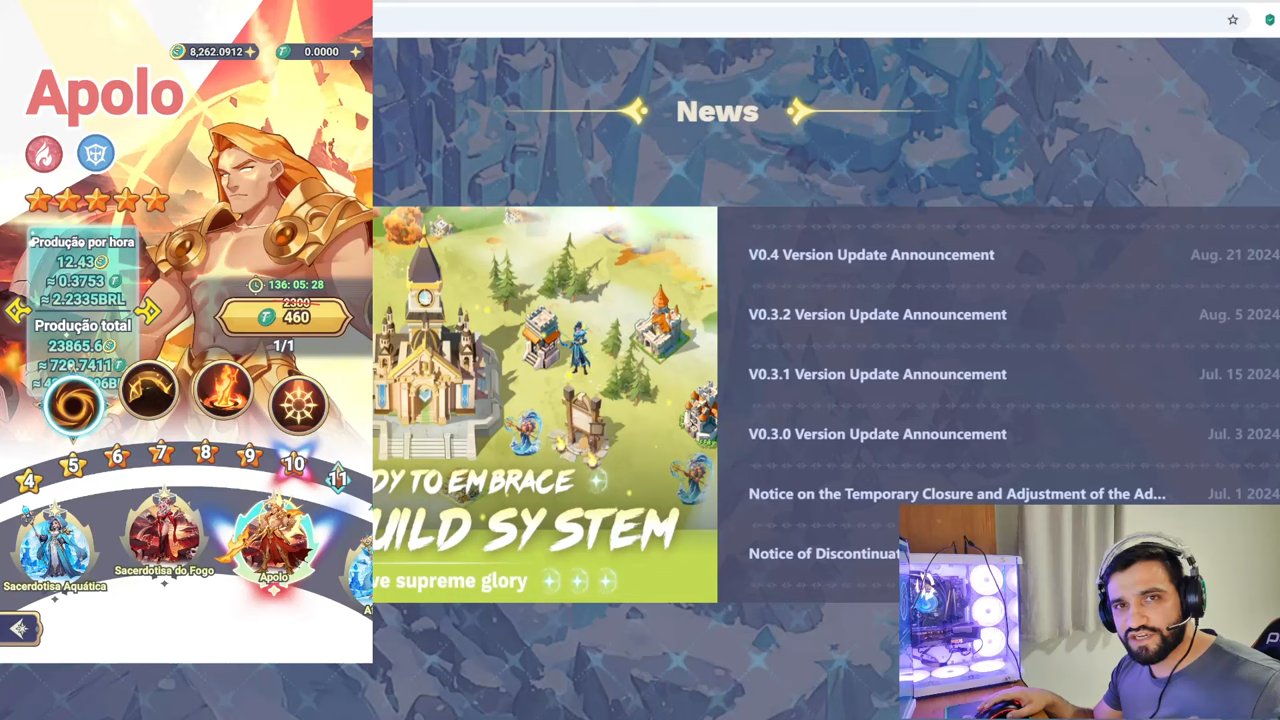 8,262.0912
0.0000
Apolo
Produção por hora
12.43
≈ 0.3753
≈ 2.2335BRL
Produção total
23865.6
≈ 720.7411
136: 05: 28
2300
460
1/1
4
5
6
7
8
9
10
11
Sacerdotisa Aquática
Sacerdotisa do Fogo
Apolo
News
DY TO EMBRACE
UILD SYSTEM
ve supreme glory
V0.4 Version Update Announcement
Aug. 21 2024
V0.3.2 Version Update Announcement
Aug. 5 2024
V0.3.1 Version Update Announcement
Jul. 15 2024
V0.3.0 Version Update Announcement
Jul. 3 2024
Notice on the Temporary Closure and Adjustment of the Ad...
Jul. 1 2024
Notice of Discontinuat